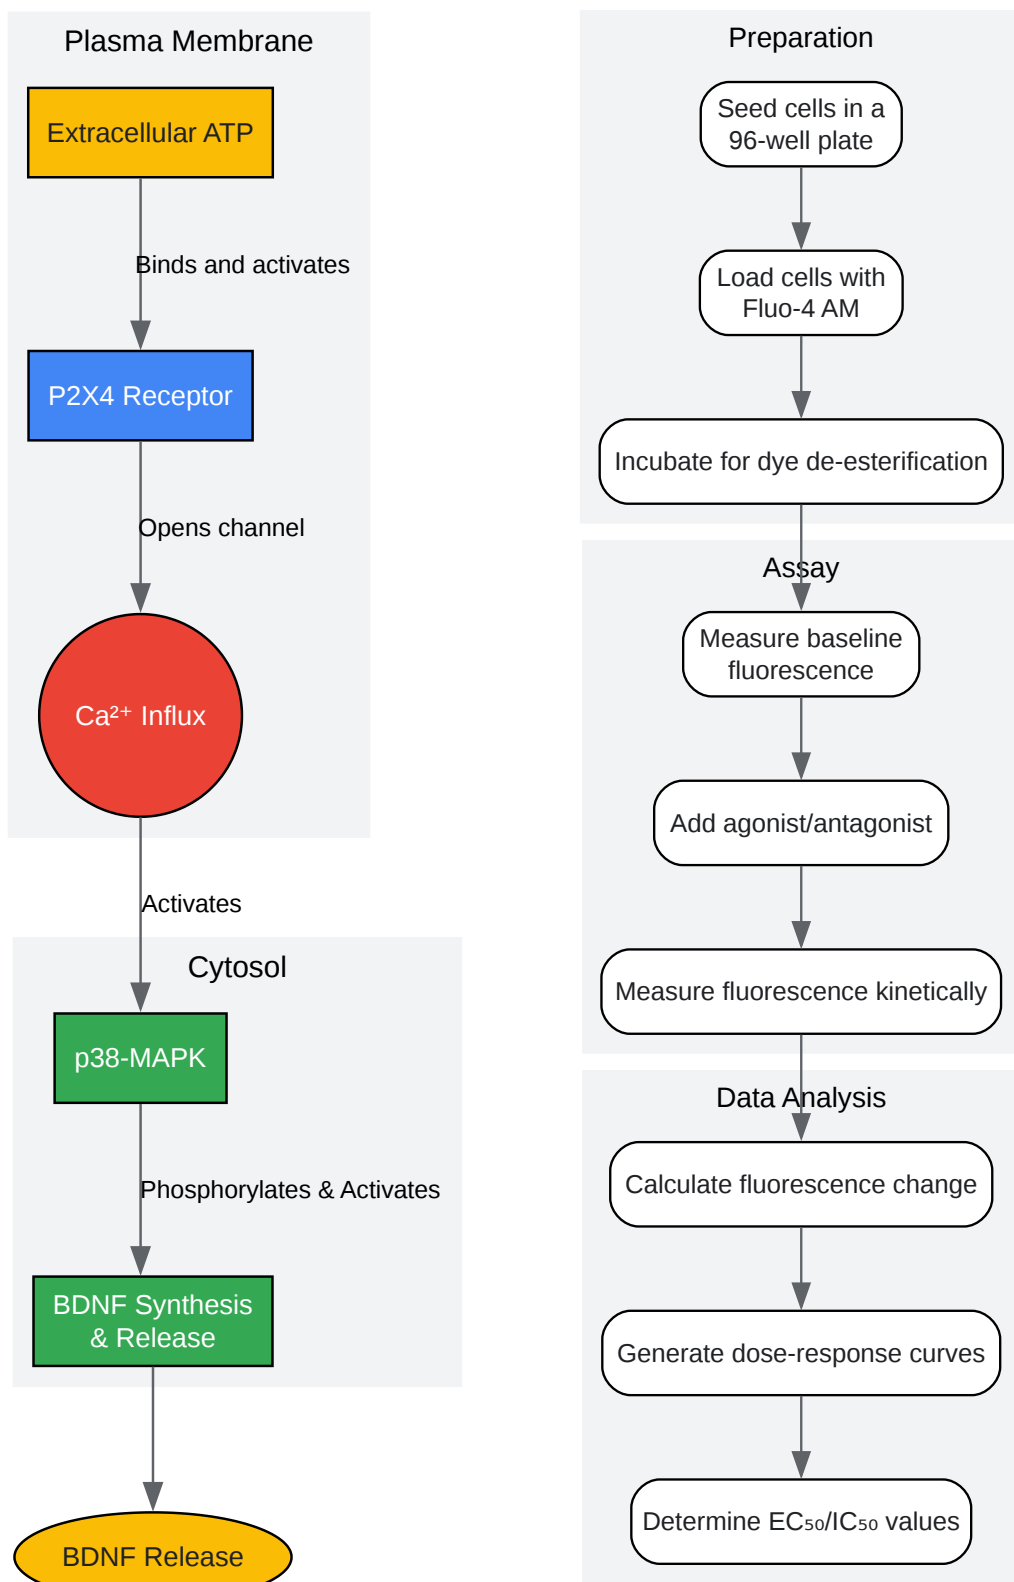 Plasma Membrane
Extracellular ATP
Binds and activates
P2X4 Receptor
Opens channel
Ca²⁺ Influx
Activates
Cytosol
p38-MAPK
Phosphorylates & Activates
BDNF Synthesis
& Release
BDNF Release
Preparation
Seed cells in a
96-well plate
Load cells with
Fluo-4 AM
Incubate for dye de-esterification
Assay
Measure baseline
fluorescence
Add agonist/antagonist
Measure fluorescence kinetically
Data Analysis
Calculate fluorescence change
Generate dose-response curves
Determine EC₅₀/IC₅₀ values